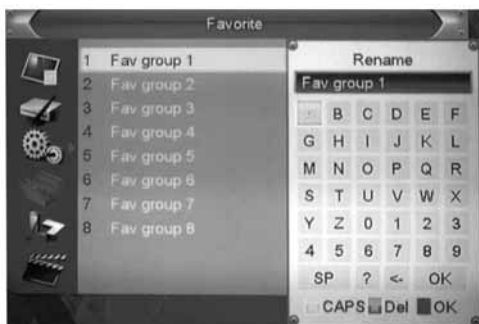 Favorite
1 Fav group 1
2 Fav group 2
3 Fav group 3
4 Fav group 4
5 Fav group 5
6 Fav group 6
7 Fav group 7
8 Fav group 8
Rename
Fav group 1
B C D E F
G H I J K L
M N O P Q R
S T U V W X
Y Z 0 1 2 3
4 5 6 7 8 9
SP ? <- OK
CAPS Del OK